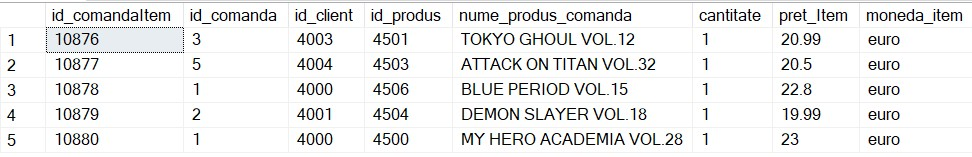 id_comandaItem id_comanda id_client id_produs nume_produs_comanda cantitate pret_Item moneda_item
1 10876 3 4003 4501 TOKYO GHOUL VOL.12 1 20.99 euro
2 10877 5 4004 4503 ATTACK ON TITAN VOL.32 1 20.5 euro
3 10878 1 4000 4506 BLUE PERIOD VOL.15 1 22.8 euro
4 10879 2 4001 4504 DEMON SLAYER VOL.18 1 19.99 euro
5 10880 1 4000 4500 MY HERO ACADEMIA VOL.28 1 23 euro